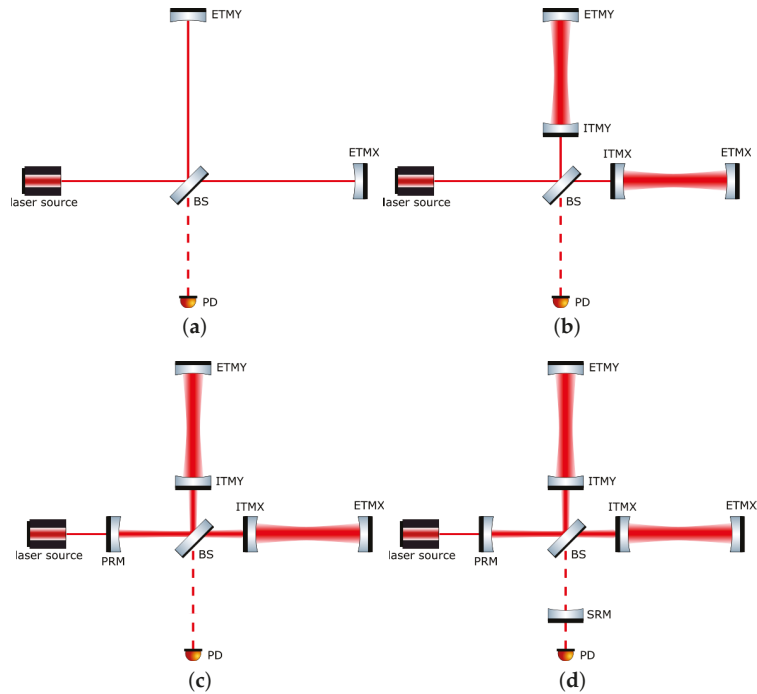 ETMY
ETMX
laser source
BS
PD
(a)
ETMY
ITMY
ITMX
ETMX
laser source
BS
PD
(b)
ETMY
ITMY
ITMX
ETMX
laser source
PRM
BS
PD
(c)
ETMY
ITMY
ITMX
ETMX
laser source
PRM
BS
SRM
PD
(d)